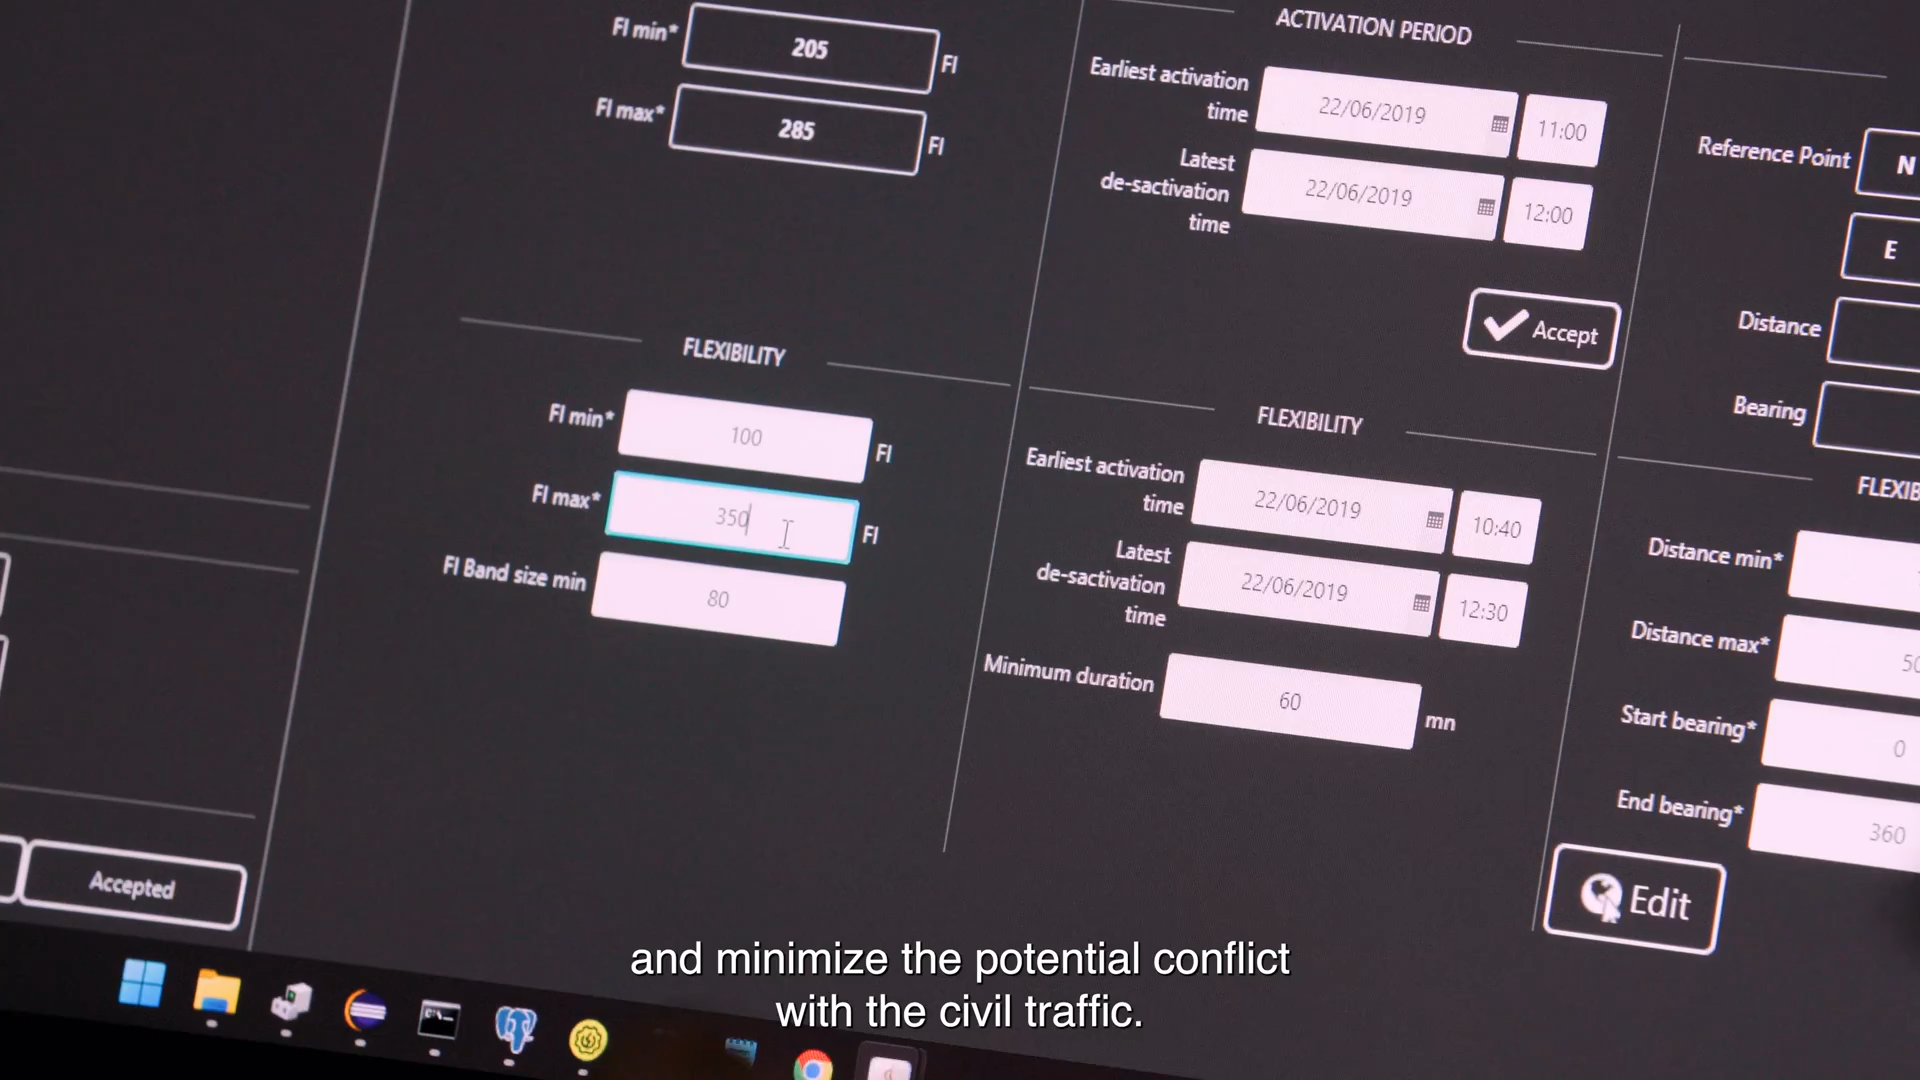 Fl min*
205
Fl
Fl max*
285
Fl
FLEXIBILITY
Fl min*
100
Fl
Fl max*
350
Fl
Fl Band size min
80
ACTIVATION PERIOD
Earliest activation
time
22/06/2019
11:00
Latest
de-sactivation
time
22/06/2019
12:00
Accept
FLEXIBILITY
Earliest activation
time
22/06/2019
10:40
Latest
de-sactivation
time
22/06/2019
12:30
Minimum duration
60
mn
Reference Point
N
E
Distance
Bearing
Distance min*
Distance max*
Start bearing*
0
End bearing*
360
Edit
Accepted
and minimize the potential conflict
with the civil traffic.